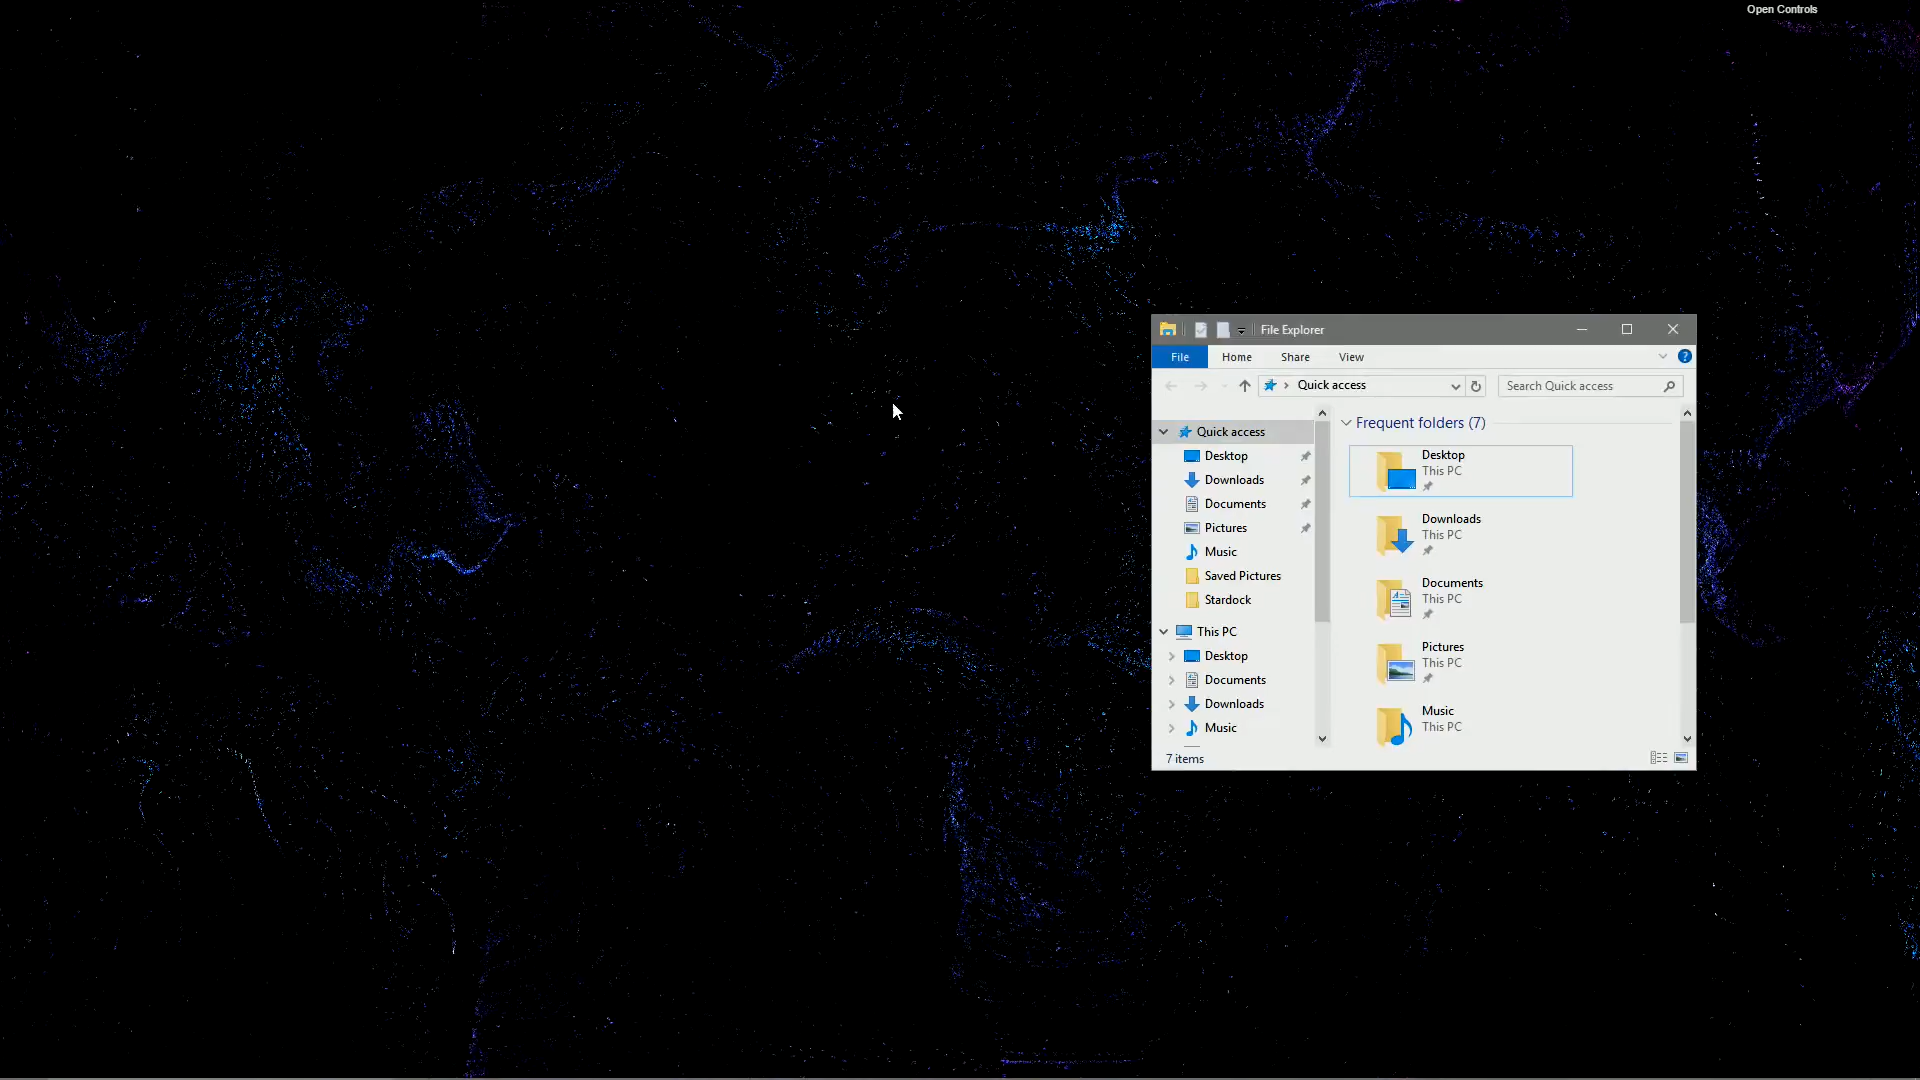 Open Controls
File Explorer
File Home Share View
Quick access
Search Quick access
Quick access
Desktop
Downloads
Documents
Pictures
Music
Saved Pictures
Stardock
This PC
Desktop
Documents
Downloads
Music
Frequent folders (7)
Desktop
This PC
Downloads
This PC
Documents
This PC
Pictures
This PC
Music
This PC
7 items